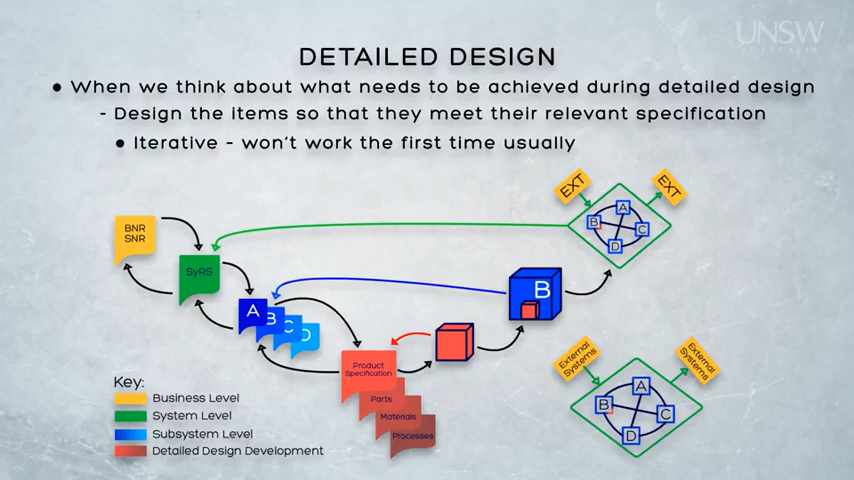 UNSW
AUSTRALIA
DETAILED DESIGN
● When we think about what needs to be achieved during detailed design
- Design the items so that they meet their relevant specification
● Iterative - won't work the first time usually
EXT
EXT
A
B
C
D
BNR
SNR
SyRS
A
B
C
D
B
Product
Specification
Parts
Materials
Processes
External
Systems
External
Systems
A
B
C
D
Key:
Business Level
System Level
Subsystem Level
Detailed Design Development